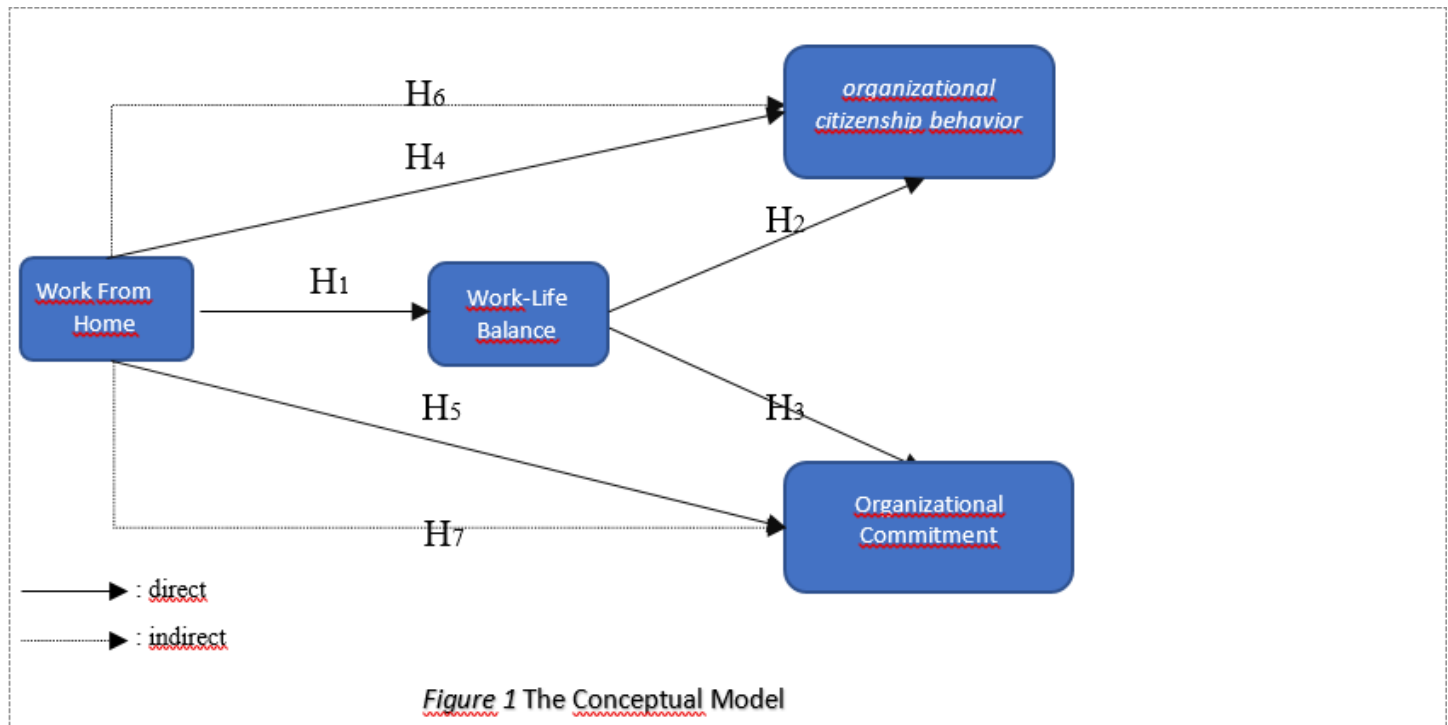 H6
organizational
citizenship behavior
H4
H2
Work From
Home
H1
Work-Life
Balance
H5
H3
Organizational
Commitment
H7
: direct
: indirect
Figure 1 The Conceptual Model